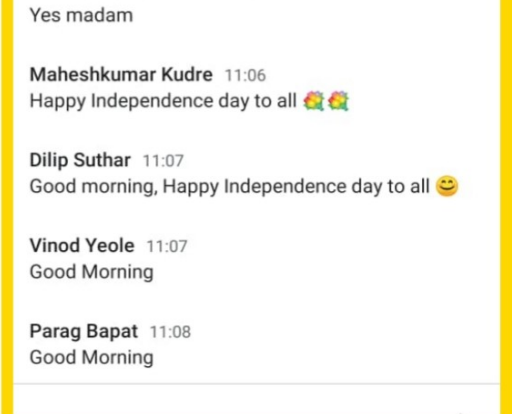 Yes madam
Maheshkumar Kudre 11:06
Happy Independence day to all 💐💐
Dilip Suthar 11:07
Good morning, Happy Independence day to all 😊
Vinod Yeole 11:07
Good Morning
Parag Bapat 11:08
Good Morning